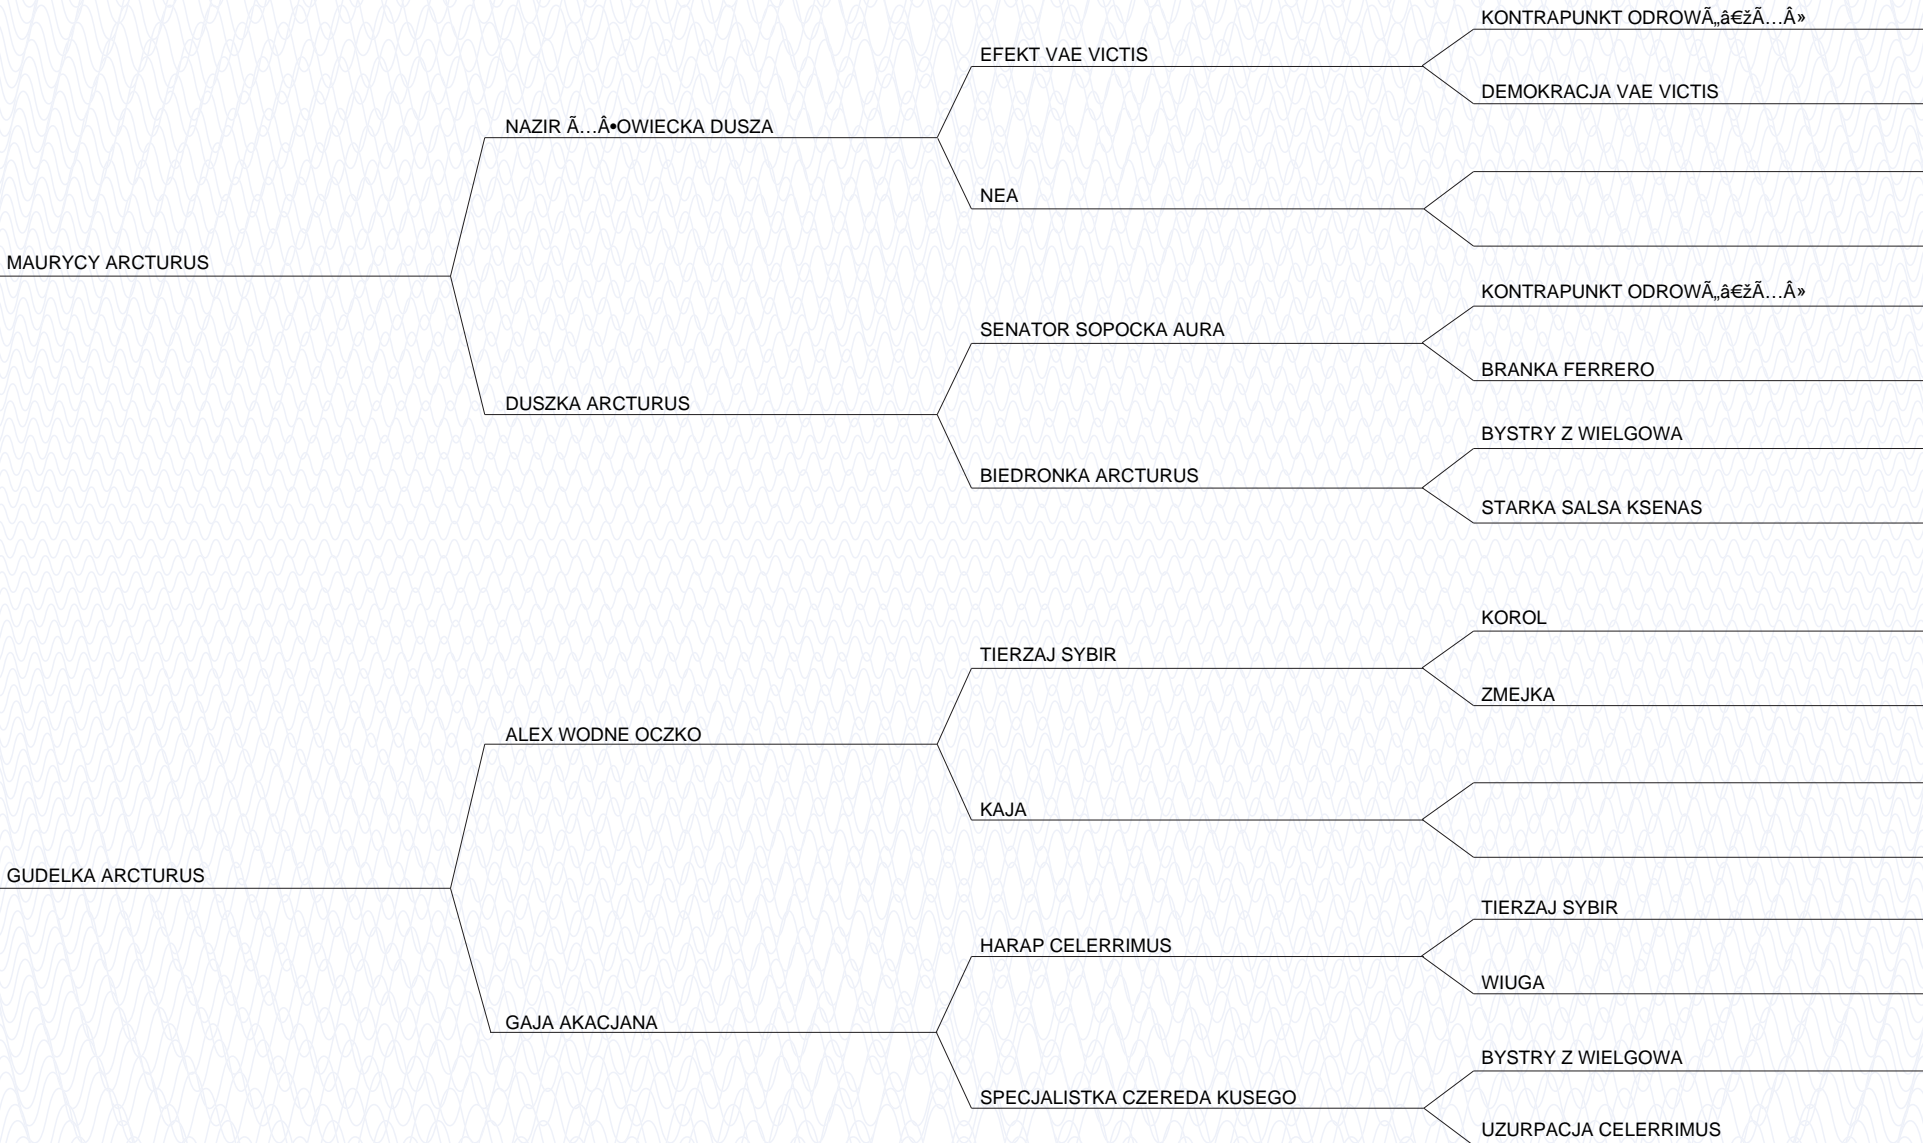 KONTRAPUNKT ODROWÃ„â€žÃ…Â»
EFEKT VAE VICTIS
DEMOKRACJA VAE VICTIS
NAZIR Ã…Â•OWIECKA DUSZA
NEA
MAURYCY ARCTURUS
KONTRAPUNKT ODROWÃ„â€žÃ…Â»
SENATOR SOPOCKA AURA
BRANKA FERRERO
DUSZKA ARCTURUS
BYSTRY Z WIELGOWA
BIEDRONKA ARCTURUS
STARKA SALSA KSENAS
KOROL
TIERZAJ SYBIR
ZMEJKA
ALEX WODNE OCZKO
KAJA
GUDELKA ARCTURUS
TIERZAJ SYBIR
HARAP CELERRIMUS
WIUGA
GAJA AKACJANA
BYSTRY Z WIELGOWA
SPECJALISTKA CZEREDA KUSEGO
UZURPACJA CELERRIMUS